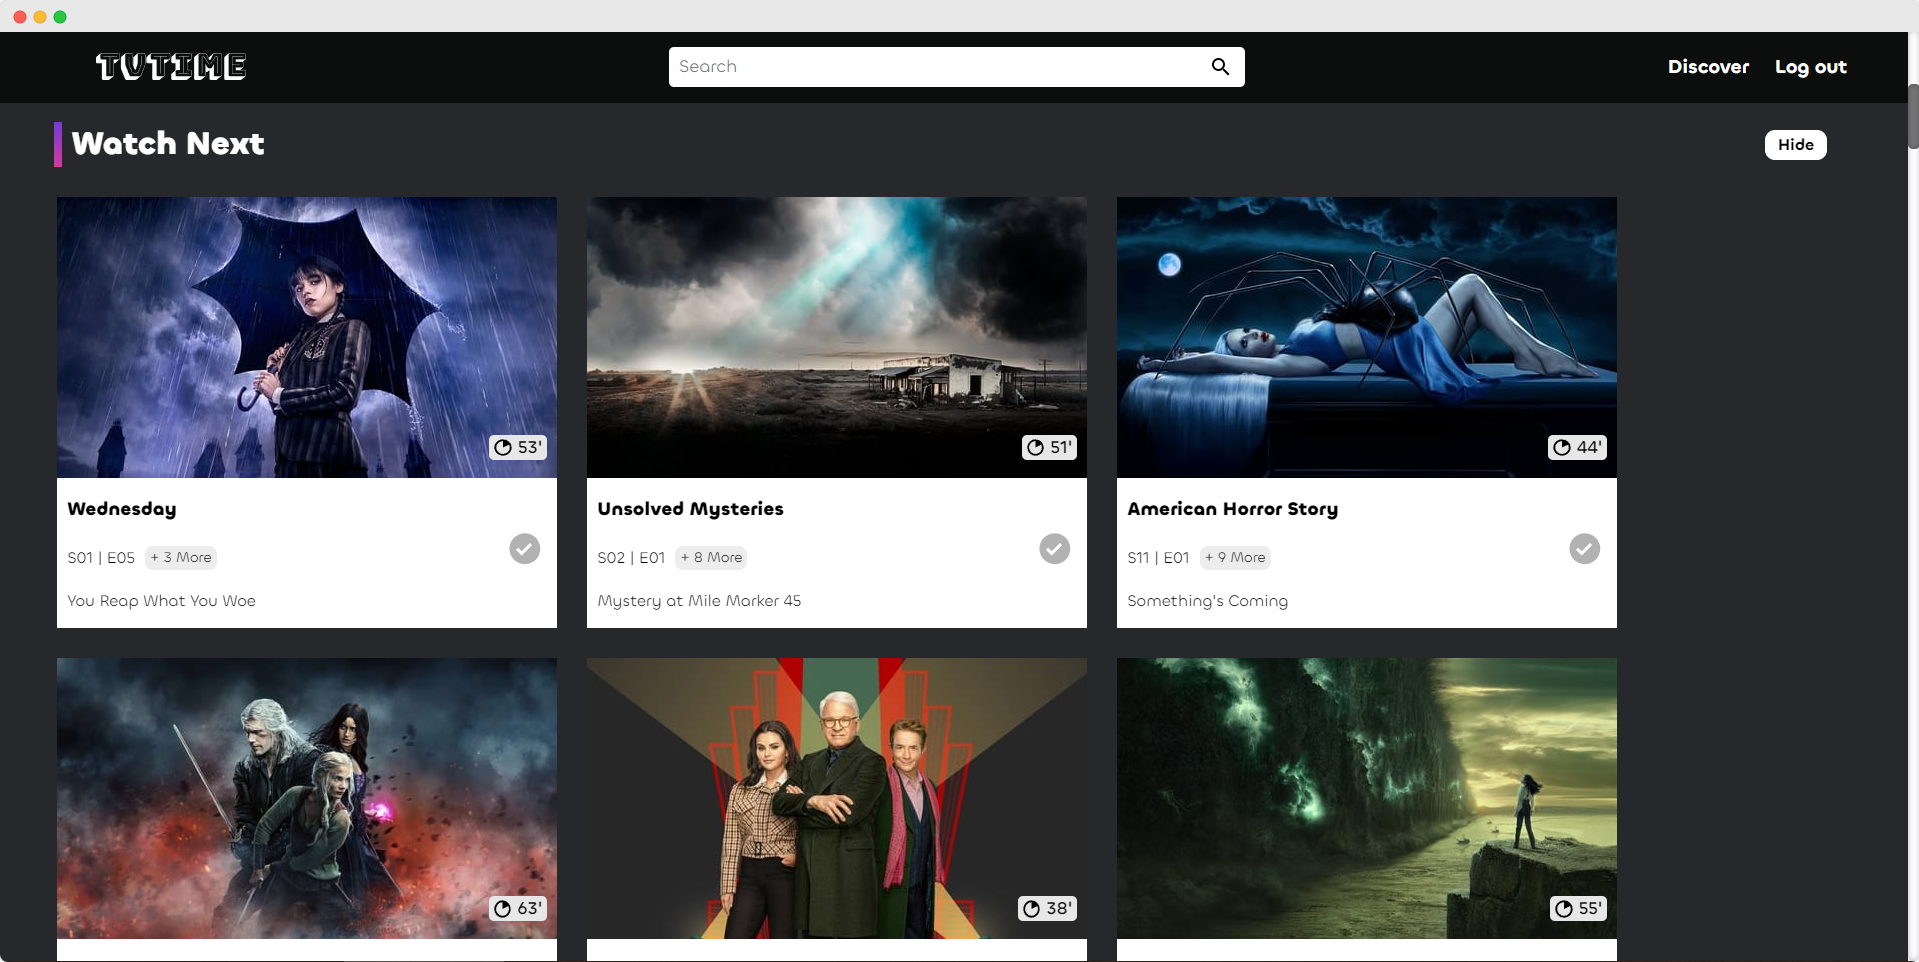 TVTIME
Search
Discover
Log out
Watch Next
Hide
53'
51'
44'
Wednesday
S01 | E05 + 3 More
You Reap What You Woe
Unsolved Mysteries
S02 | E01 + 8 More
Mystery at Mile Marker 45
American Horror Story
S11 | E01 + 9 More
Something's Coming
63'
38'
55'